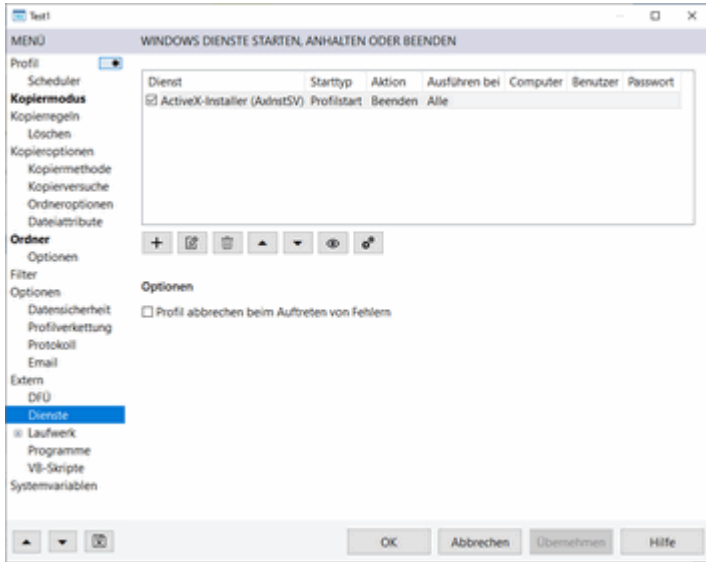 Test1
MENÜ
WINDOWS DIENSTE STARTEN, ANHALTEN ODER BEENDEN
Profil
Scheduler
Kopiermodus
Kopierregeln
Löschen
Kopieroptionen
Kopiermethode
Kopierversuche
Ordneroptionen
Dateiattribute
Ordner
Optionen
Filter
Optionen
Datensicherheit
Profilverkettung
Protokoll
Email
Extern
DFÜ
Dienste
Laufwerk
Programme
VB-Skripte
Systemvariablen
Dienst Starttyp Aktion Ausführen bei Computer Benutzer Passwort
ActiveX-Installer (AxInstSV) Profilstart Beenden Alle
Optionen
Profil abbrechen beim Auftreten von Fehlern
OK Abbrechen Übernehmen Hilfe